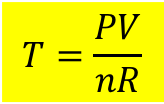 T = PV/nR